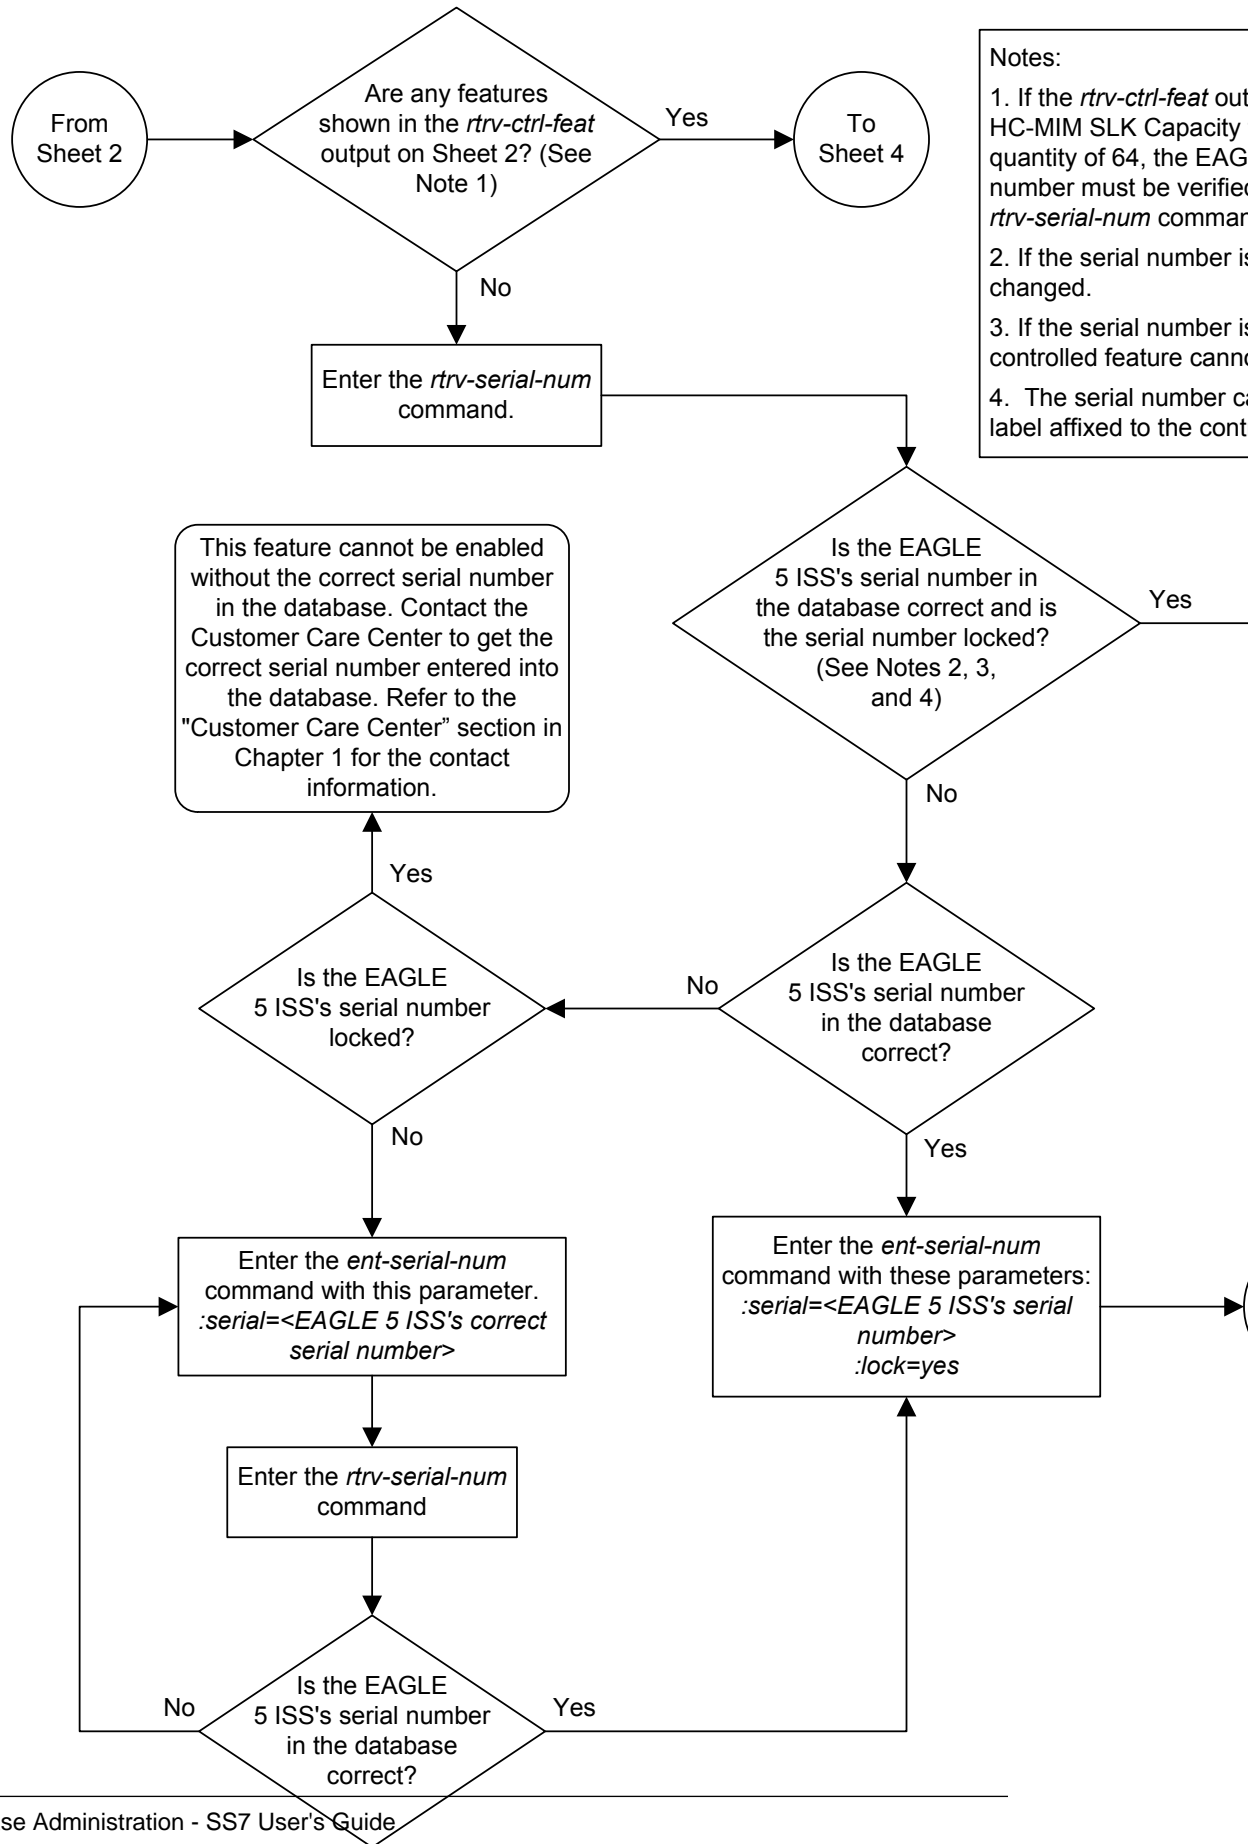 From
Sheet 2
Are any features
shown in the rtrv-ctrl-feat
output on Sheet 2? (See
Note 1)
Yes
To
Sheet 4
No
Notes:
1. If the rtrv-ctrl-feat
HC-MIM SLK Capacity
quantity of 64, the
number must be
rtrv-serial-num
2. If the serial number
changed.
3. If the serial number
controlled feature
4. The serial number
label affixed to the
Enter the rtrv-serial-num
command.
Is the EAGLE
5 ISS's serial number in
the database correct and is
the serial number locked?
(See Notes 2, 3,
and 4)
Yes
No
This feature cannot be enabled
without the correct serial number
in the database. Contact the
Customer Care Center to get the
correct serial number entered into
the database. Refer to the
"Customer Care Center” section in
Chapter 1 for the contact
information.
Yes
Is the EAGLE
5 ISS's serial number
locked?
No
Is the EAGLE
5 ISS's serial number
in the database
correct?
No
Yes
Enter the ent-serial-num
command with this parameter.
:serial=<EAGLE 5 ISS's correct
serial number>
Enter the ent-serial-num
command with these parameters:
:serial=<EAGLE 5 ISS's serial
number>
:lock=yes
Enter the rtrv-serial-num
command
Is the EAGLE
5 ISS's serial number
in the database
correct?
No
Yes
Administration - SS7 User's Guide